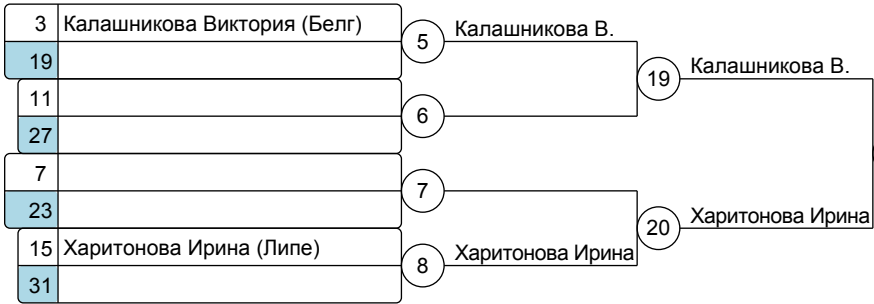 3 Калашникова Виктория (Белг)
5 Калашникова В.
19
19 Калашникова В.
11
6
27
7
7
23
20 Харитонова Ирина
15 Харитонова Ирина (Липе)
8 Харитонова Ирина
31